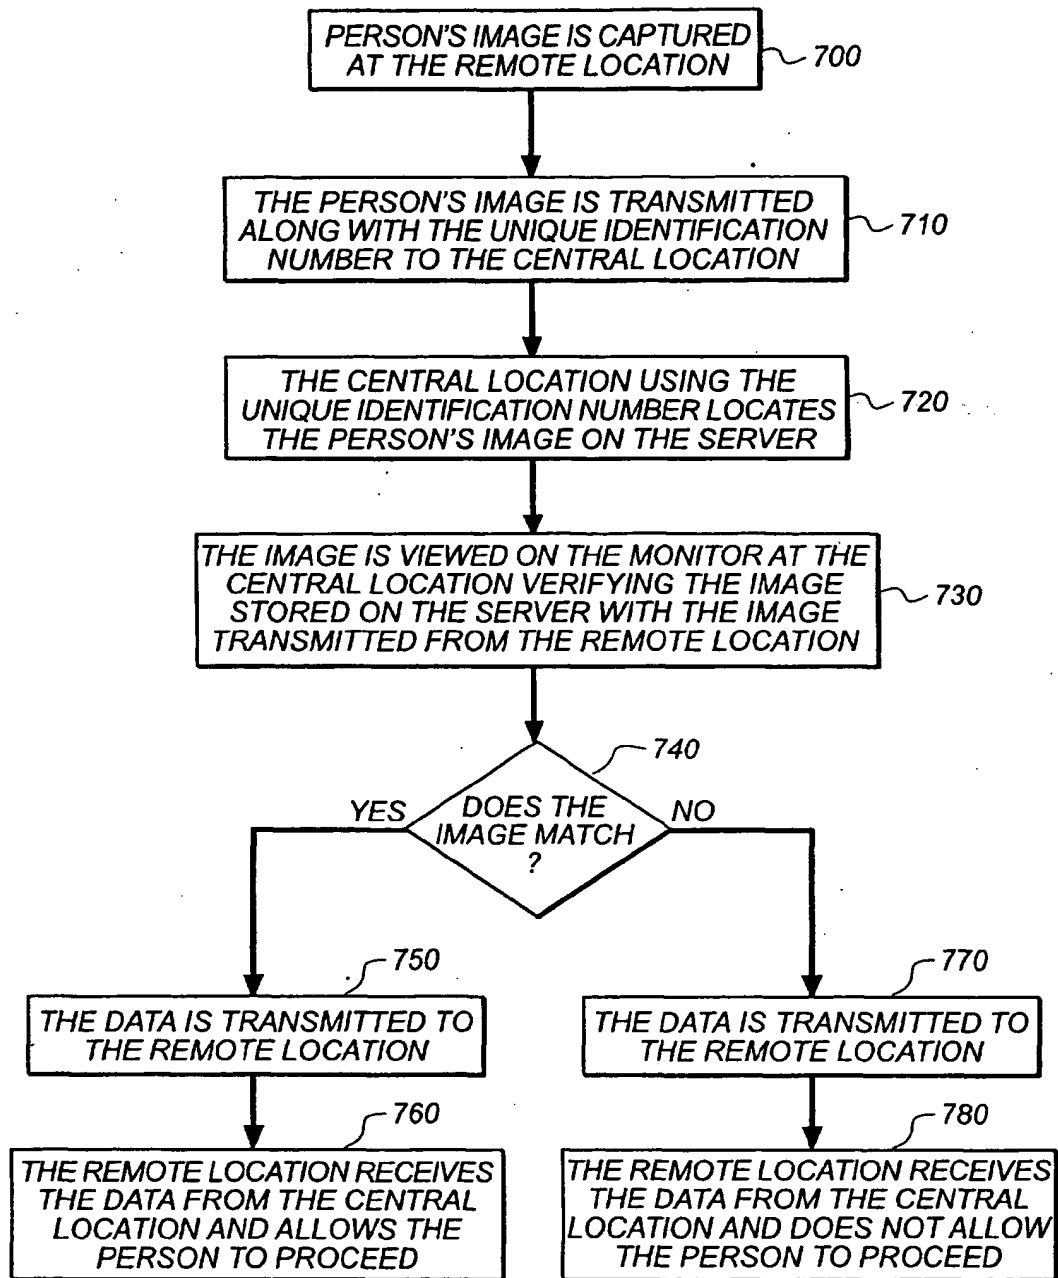 PERSON'S IMAGE IS CAPTURED
AT THE REMOTE LOCATION
700
THE PERSON'S IMAGE IS TRANSMITTED
ALONG WITH THE UNIQUE IDENTIFICATION
NUMBER TO THE CENTRAL LOCATION
710
THE CENTRAL LOCATION USING THE
UNIQUE IDENTIFICATION NUMBER LOCATES
THE PERSON'S IMAGE ON THE SERVER
720
THE IMAGE IS VIEWED ON THE MONITOR AT THE
CENTRAL LOCATION VERIFYING THE IMAGE
STORED ON THE SERVER WITH THE IMAGE
TRANSMITTED FROM THE REMOTE LOCATION
730
740
YES
DOES THE
IMAGE MATCH
?
NO
750
THE DATA IS TRANSMITTED TO
THE REMOTE LOCATION
760
THE REMOTE LOCATION RECEIVES
THE DATA FROM THE CENTRAL
LOCATION AND ALLOWS THE
PERSON TO PROCEED
770
THE DATA IS TRANSMITTED TO
THE REMOTE LOCATION
780
THE REMOTE LOCATION RECEIVES
THE DATA FROM THE CENTRAL
LOCATION AND DOES NOT ALLOW
THE PERSON TO PROCEED